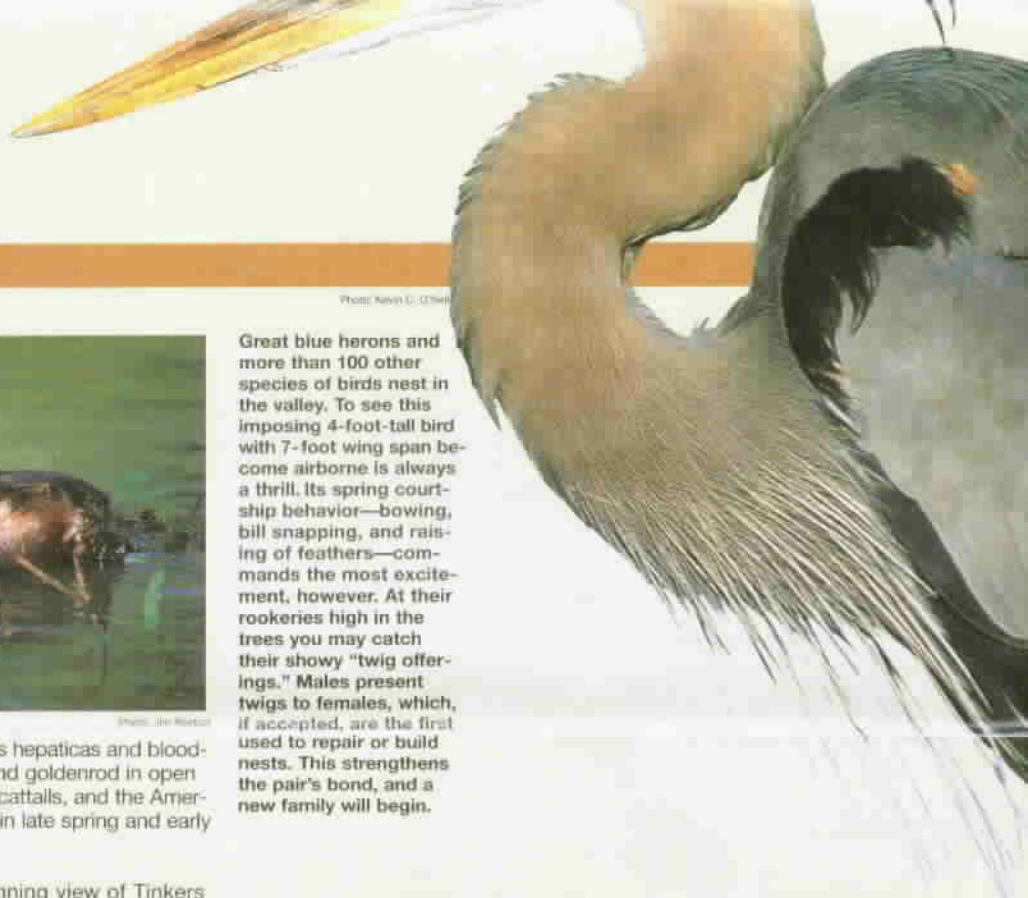 Photo: Kevin C. O'Neill
Great blue herons and
more than 100 other
species of birds nest in
the valley. To see this
imposing 4-foot-tall bird
with 7-foot wing span be-
come airborne is always
a thrill. Its spring court-
ship behavior—bowing,
bill snapping, and rais-
ing of feathers—com-
mands the most excite-
ment, however. At their
rookeries high in the
trees you may catch
their showy "twig offer-
ings." Males present
twigs to females, which,
if accepted, are the first
used to repair or build
nests. This strengthens
the pair's bond, and a
new family will begin.
Photo: Jim
s hepaticas and blood-
nd goldenrod in open
cattails, and the Amer-
in late spring and early
nning view of Tinkers